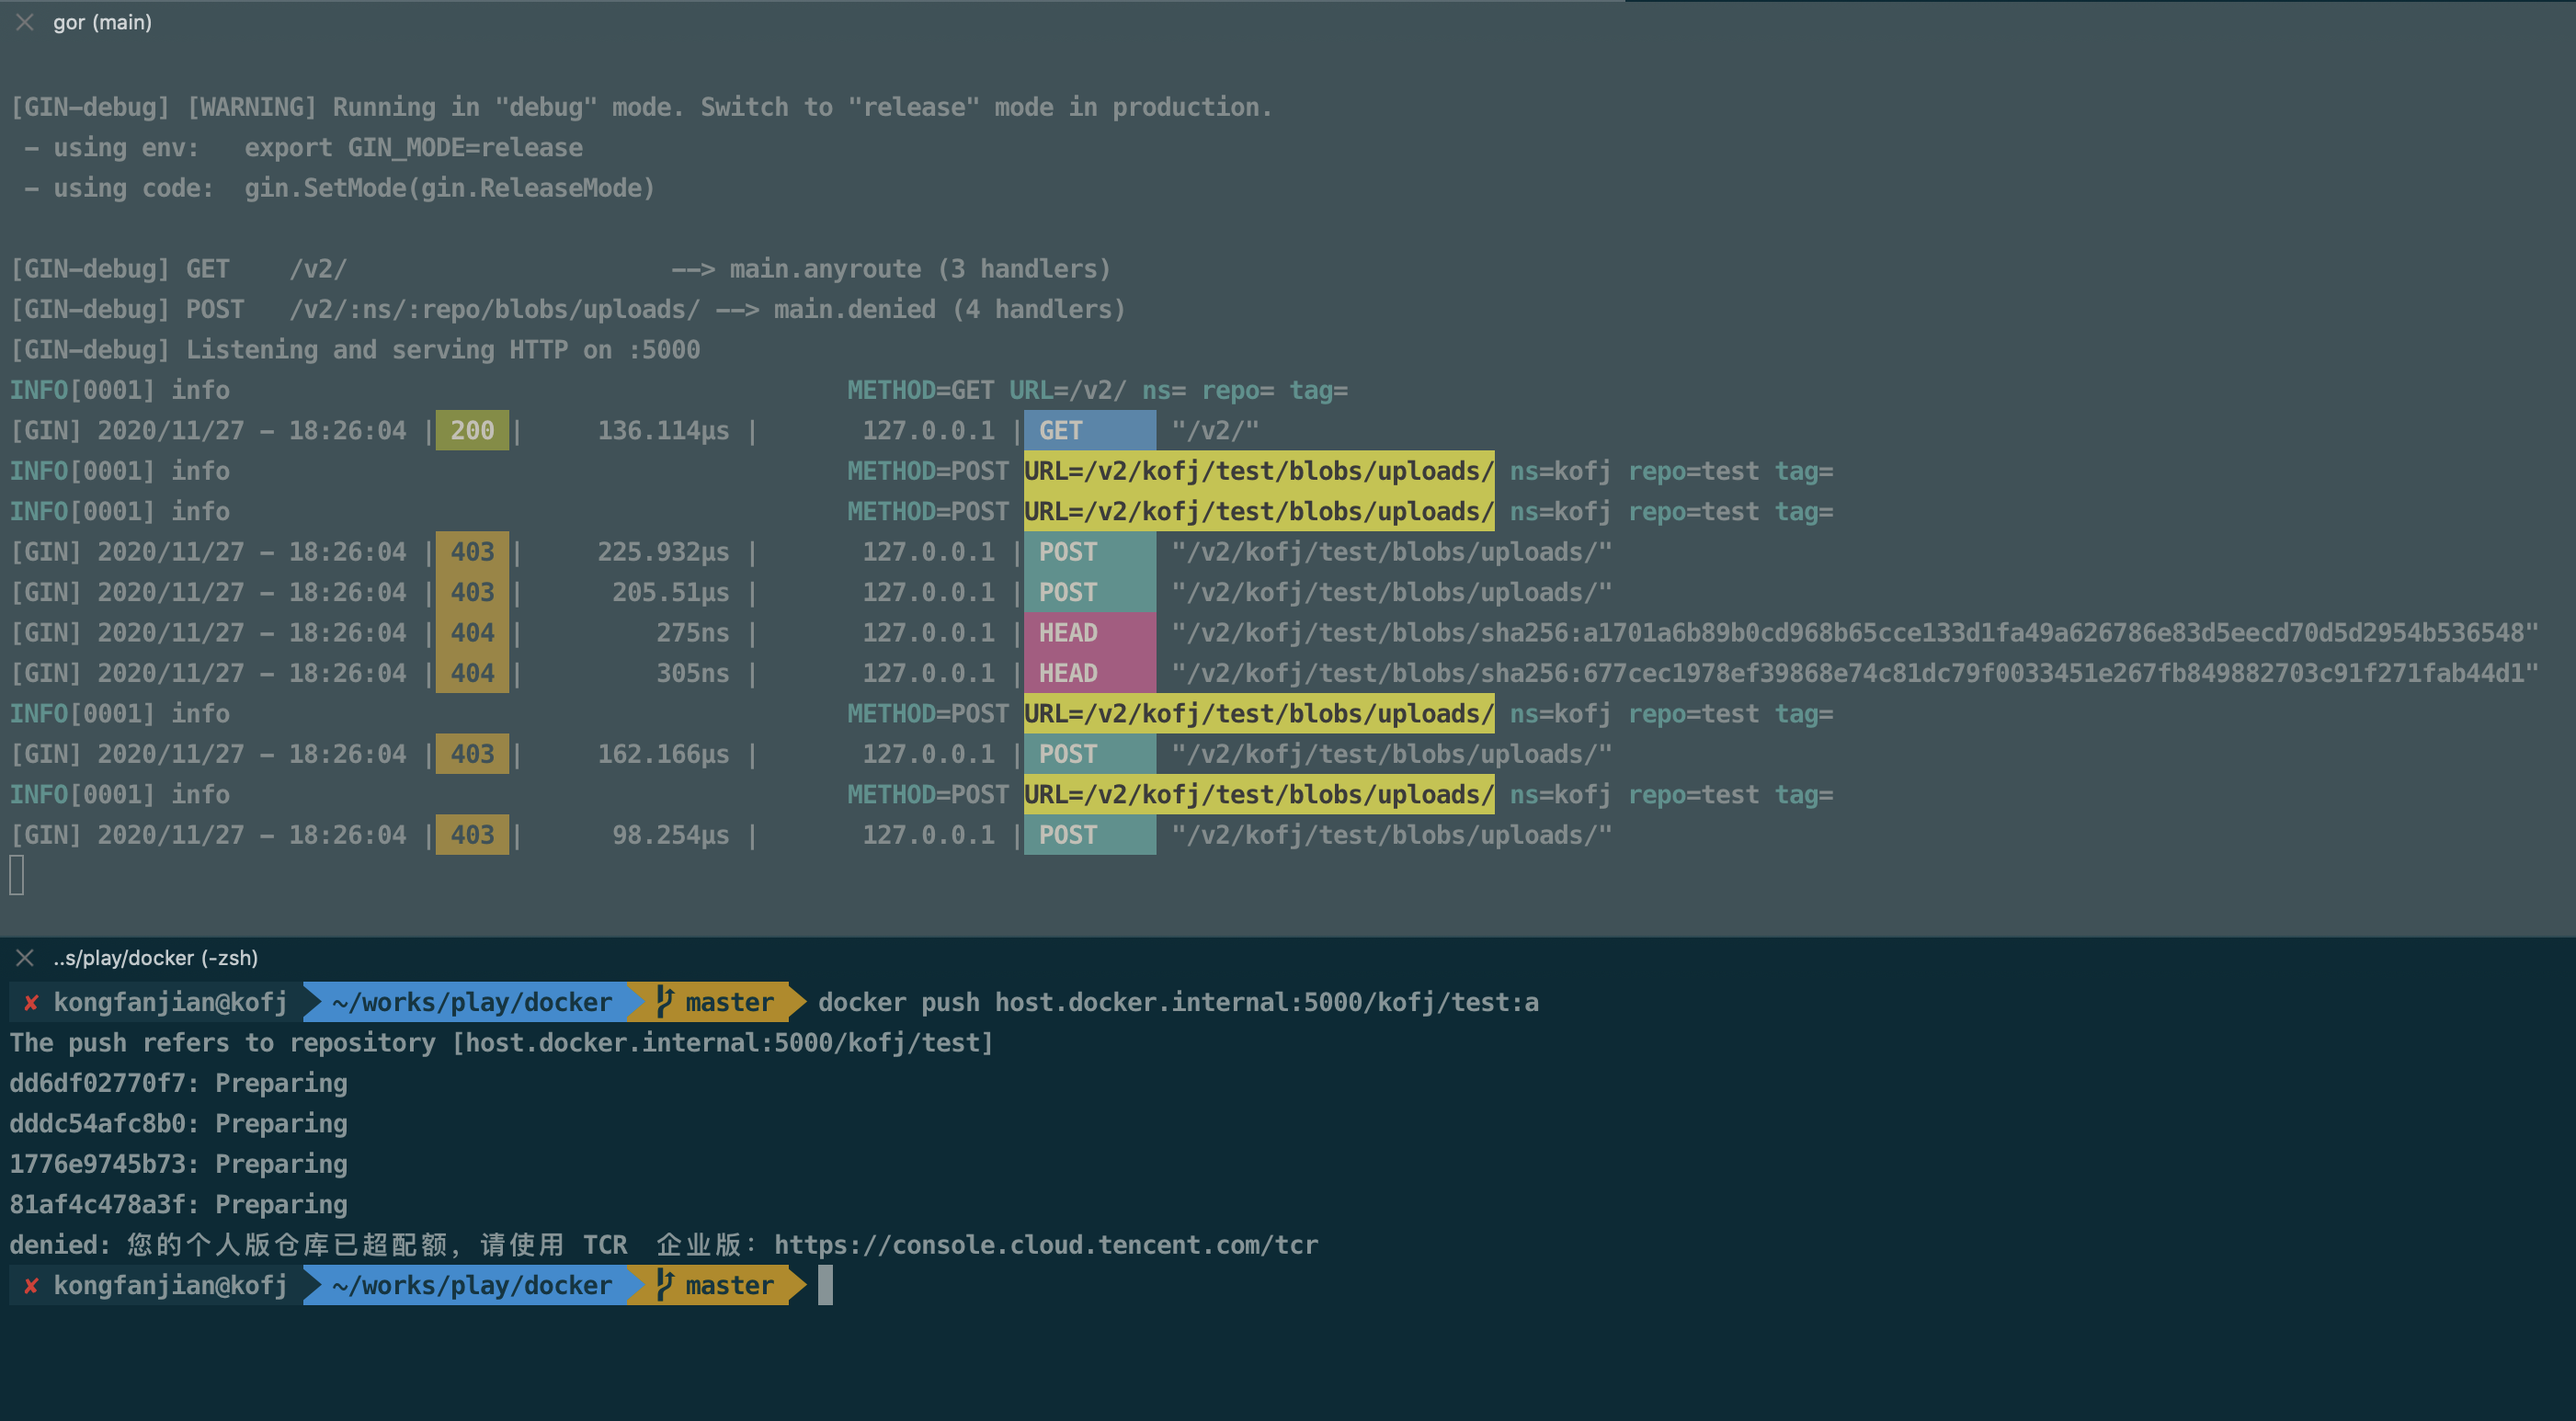 gor (main)
[GIN-debug] [WARNING] Running in "debug" mode. Switch to "release" mode in production.
- using env:   export GIN_MODE=release
- using code:  gin.SetMode(gin.ReleaseMode)
[GIN-debug] GET    /v2/                      --> main.anyroute (3 handlers)
[GIN-debug] POST   /v2/:ns/:repo/blobs/uploads/ --> main.denied (4 handlers)
[GIN-debug] Listening and serving HTTP on :5000
INFO[0001] info                                          METHOD=GET URL=/v2/ ns= repo= tag=
[GIN] 2020/11/27 - 18:26:04 | 200 |     136.114µs |       127.0.0.1 | GET      "/v2/"
INFO[0001] info                                          METHOD=POST URL=/v2/kofj/test/blobs/uploads/ ns=kofj repo=test tag=
INFO[0001] info                                          METHOD=POST URL=/v2/kofj/test/blobs/uploads/ ns=kofj repo=test tag=
[GIN] 2020/11/27 - 18:26:04 | 403 |     225.932µs |       127.0.0.1 | POST     "/v2/kofj/test/blobs/uploads/"
[GIN] 2020/11/27 - 18:26:04 | 403 |      205.51µs |       127.0.0.1 | POST     "/v2/kofj/test/blobs/uploads/"
[GIN] 2020/11/27 - 18:26:04 | 404 |         275ns |       127.0.0.1 | HEAD     "/v2/kofj/test/blobs/sha256:a1701a6b89b0cd968b65cce133d1fa49a626786e83d5eecd70d5d2954b536548"
[GIN] 2020/11/27 - 18:26:04 | 404 |         305ns |       127.0.0.1 | HEAD     "/v2/kofj/test/blobs/sha256:677cec1978ef39868e74c81dc79f0033451e267fb849882703c91f271fab44d1"
INFO[0001] info                                          METHOD=POST URL=/v2/kofj/test/blobs/uploads/ ns=kofj repo=test tag=
[GIN] 2020/11/27 - 18:26:04 | 403 |     162.166µs |       127.0.0.1 | POST     "/v2/kofj/test/blobs/uploads/"
INFO[0001] info                                          METHOD=POST URL=/v2/kofj/test/blobs/uploads/ ns=kofj repo=test tag=
[GIN] 2020/11/27 - 18:26:04 | 403 |      98.254µs |       127.0.0.1 | POST     "/v2/kofj/test/blobs/uploads/"
..s/play/docker (-zsh)
✘ kongfanjian@kofj ~/works/play/docker master docker push host.docker.internal:5000/kofj/test:a
The push refers to repository [host.docker.internal:5000/kofj/test]
dd6df02770f7: Preparing
dddc54afc8b0: Preparing
1776e9745b73: Preparing
81af4c478a3f: Preparing
denied: 您的个人版仓库已超配额，请使用 TCR 企业版：https://console.cloud.tencent.com/tcr
✘ kongfanjian@kofj ~/works/play/docker master